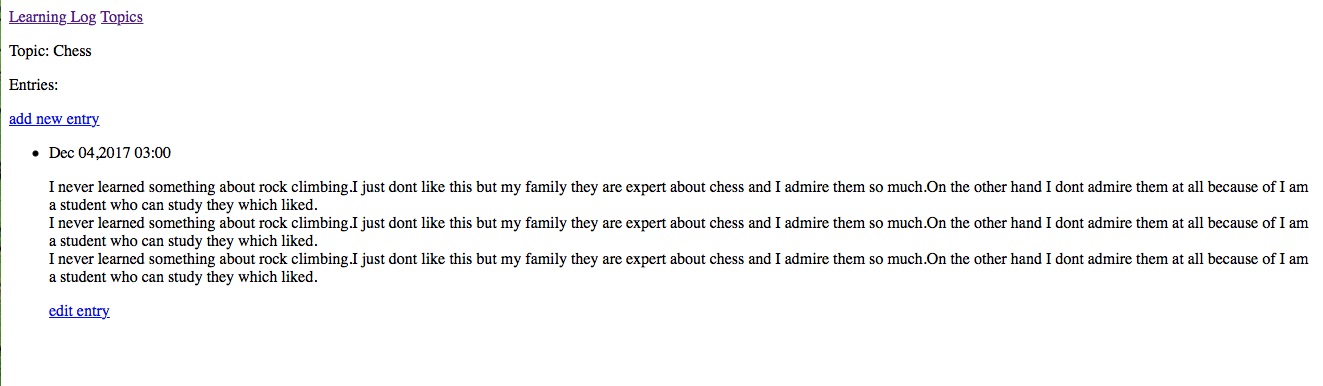 Learning Log Topics
Topic: Chess
Entries:
add new entry
Dec 04,2017 03:00
I never learned something about rock climbing.I just dont like this but my family they are expert about chess and I admire them so much.On the other hand I dont admire them at all because of I am
a student who can study they which liked.
I never learned something about rock climbing.I just dont like this but my family they are expert about chess and I admire them so much.On the other hand I dont admire them at all because of I am
a student who can study they which liked.
I never learned something about rock climbing.I just dont like this but my family they are expert about chess and I admire them so much.On the other hand I dont admire them at all because of I am
a student who can study they which liked.
edit entry